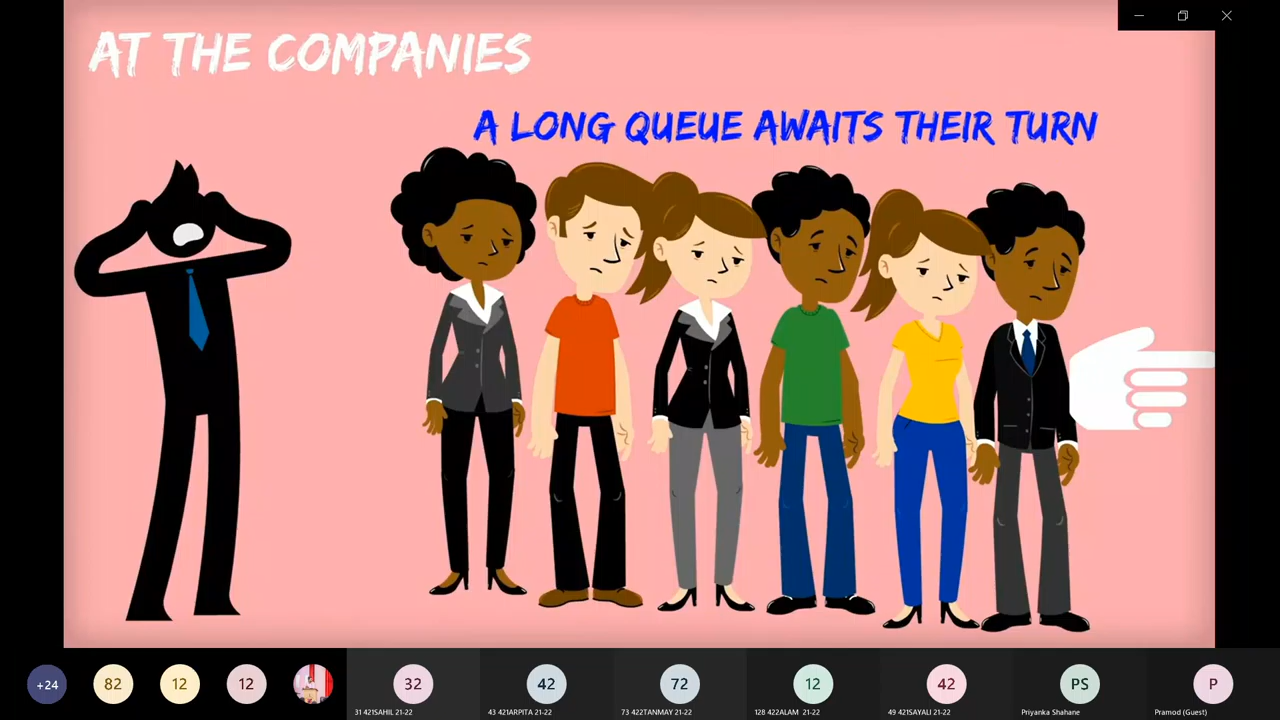 AT THE COMPANIES
A LONG QUEUE AWAITS THEIR TURN
+24 82 12 12 32 42 72 12 42 PS P
31 421SAHIL 21-22 43 421ARPITA 21-22 73 422TANMAY 21-22 128 422ALAM 21-22 49 421SAYALI 21-22 Priyanka Shahane Pramod (Guest)